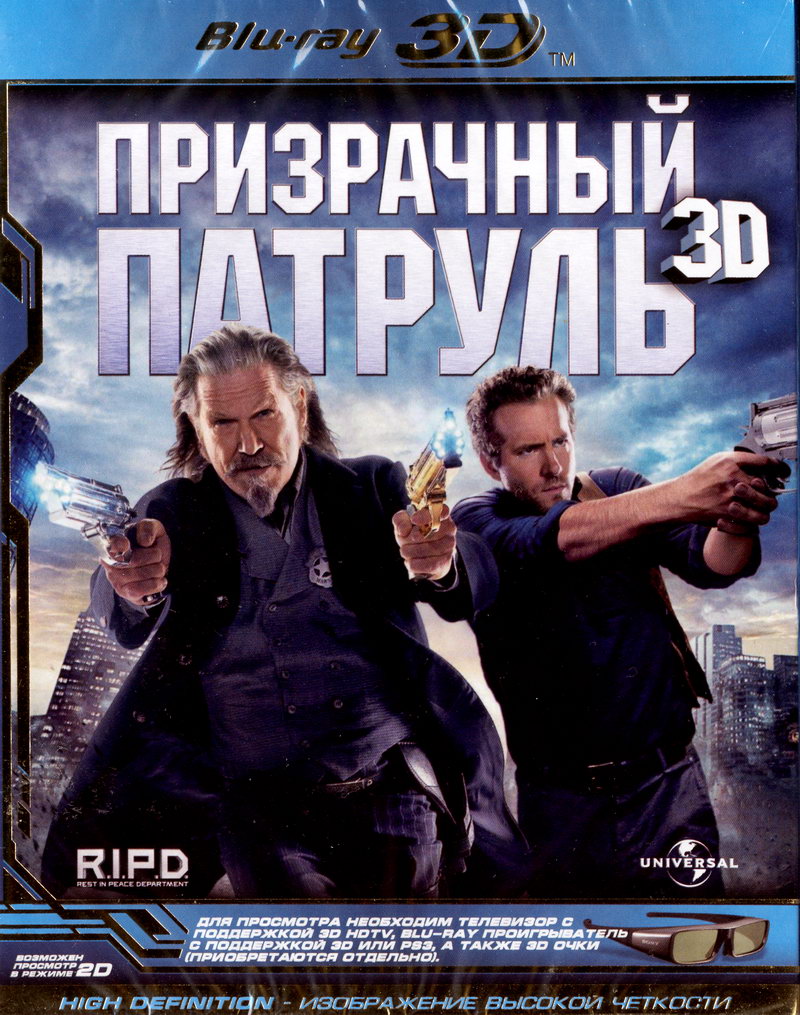 Blu-ray 3D TM
ПРИЗРАЧНЫЙ
ПАТРУЛЬ 3D
R.I.P.D.
REST IN PEACE DEPARTMENT
UNIVERSAL
ДЛЯ ПРОСМОТРА НЕОБХОДИМ ТЕЛЕВИЗОР С
ПОДДЕРЖКОЙ 3D HDTV, BLU-RAY ПРОИГРЫВАТЕЛЬ
С ПОДДЕРЖКОЙ 3D ИЛИ PS3, А ТАКЖЕ 3D ОЧКИ
(ПРИОБРЕТАЮТСЯ ОТДЕЛЬНО).
SONY
ВОЗМОЖЕН
ПРОСМОТР
В РЕЖИМЕ 2D
HIGH DEFINITION - ИЗОБРАЖЕНИЕ ВЫСОКОЙ ЧЕТКОСТИ